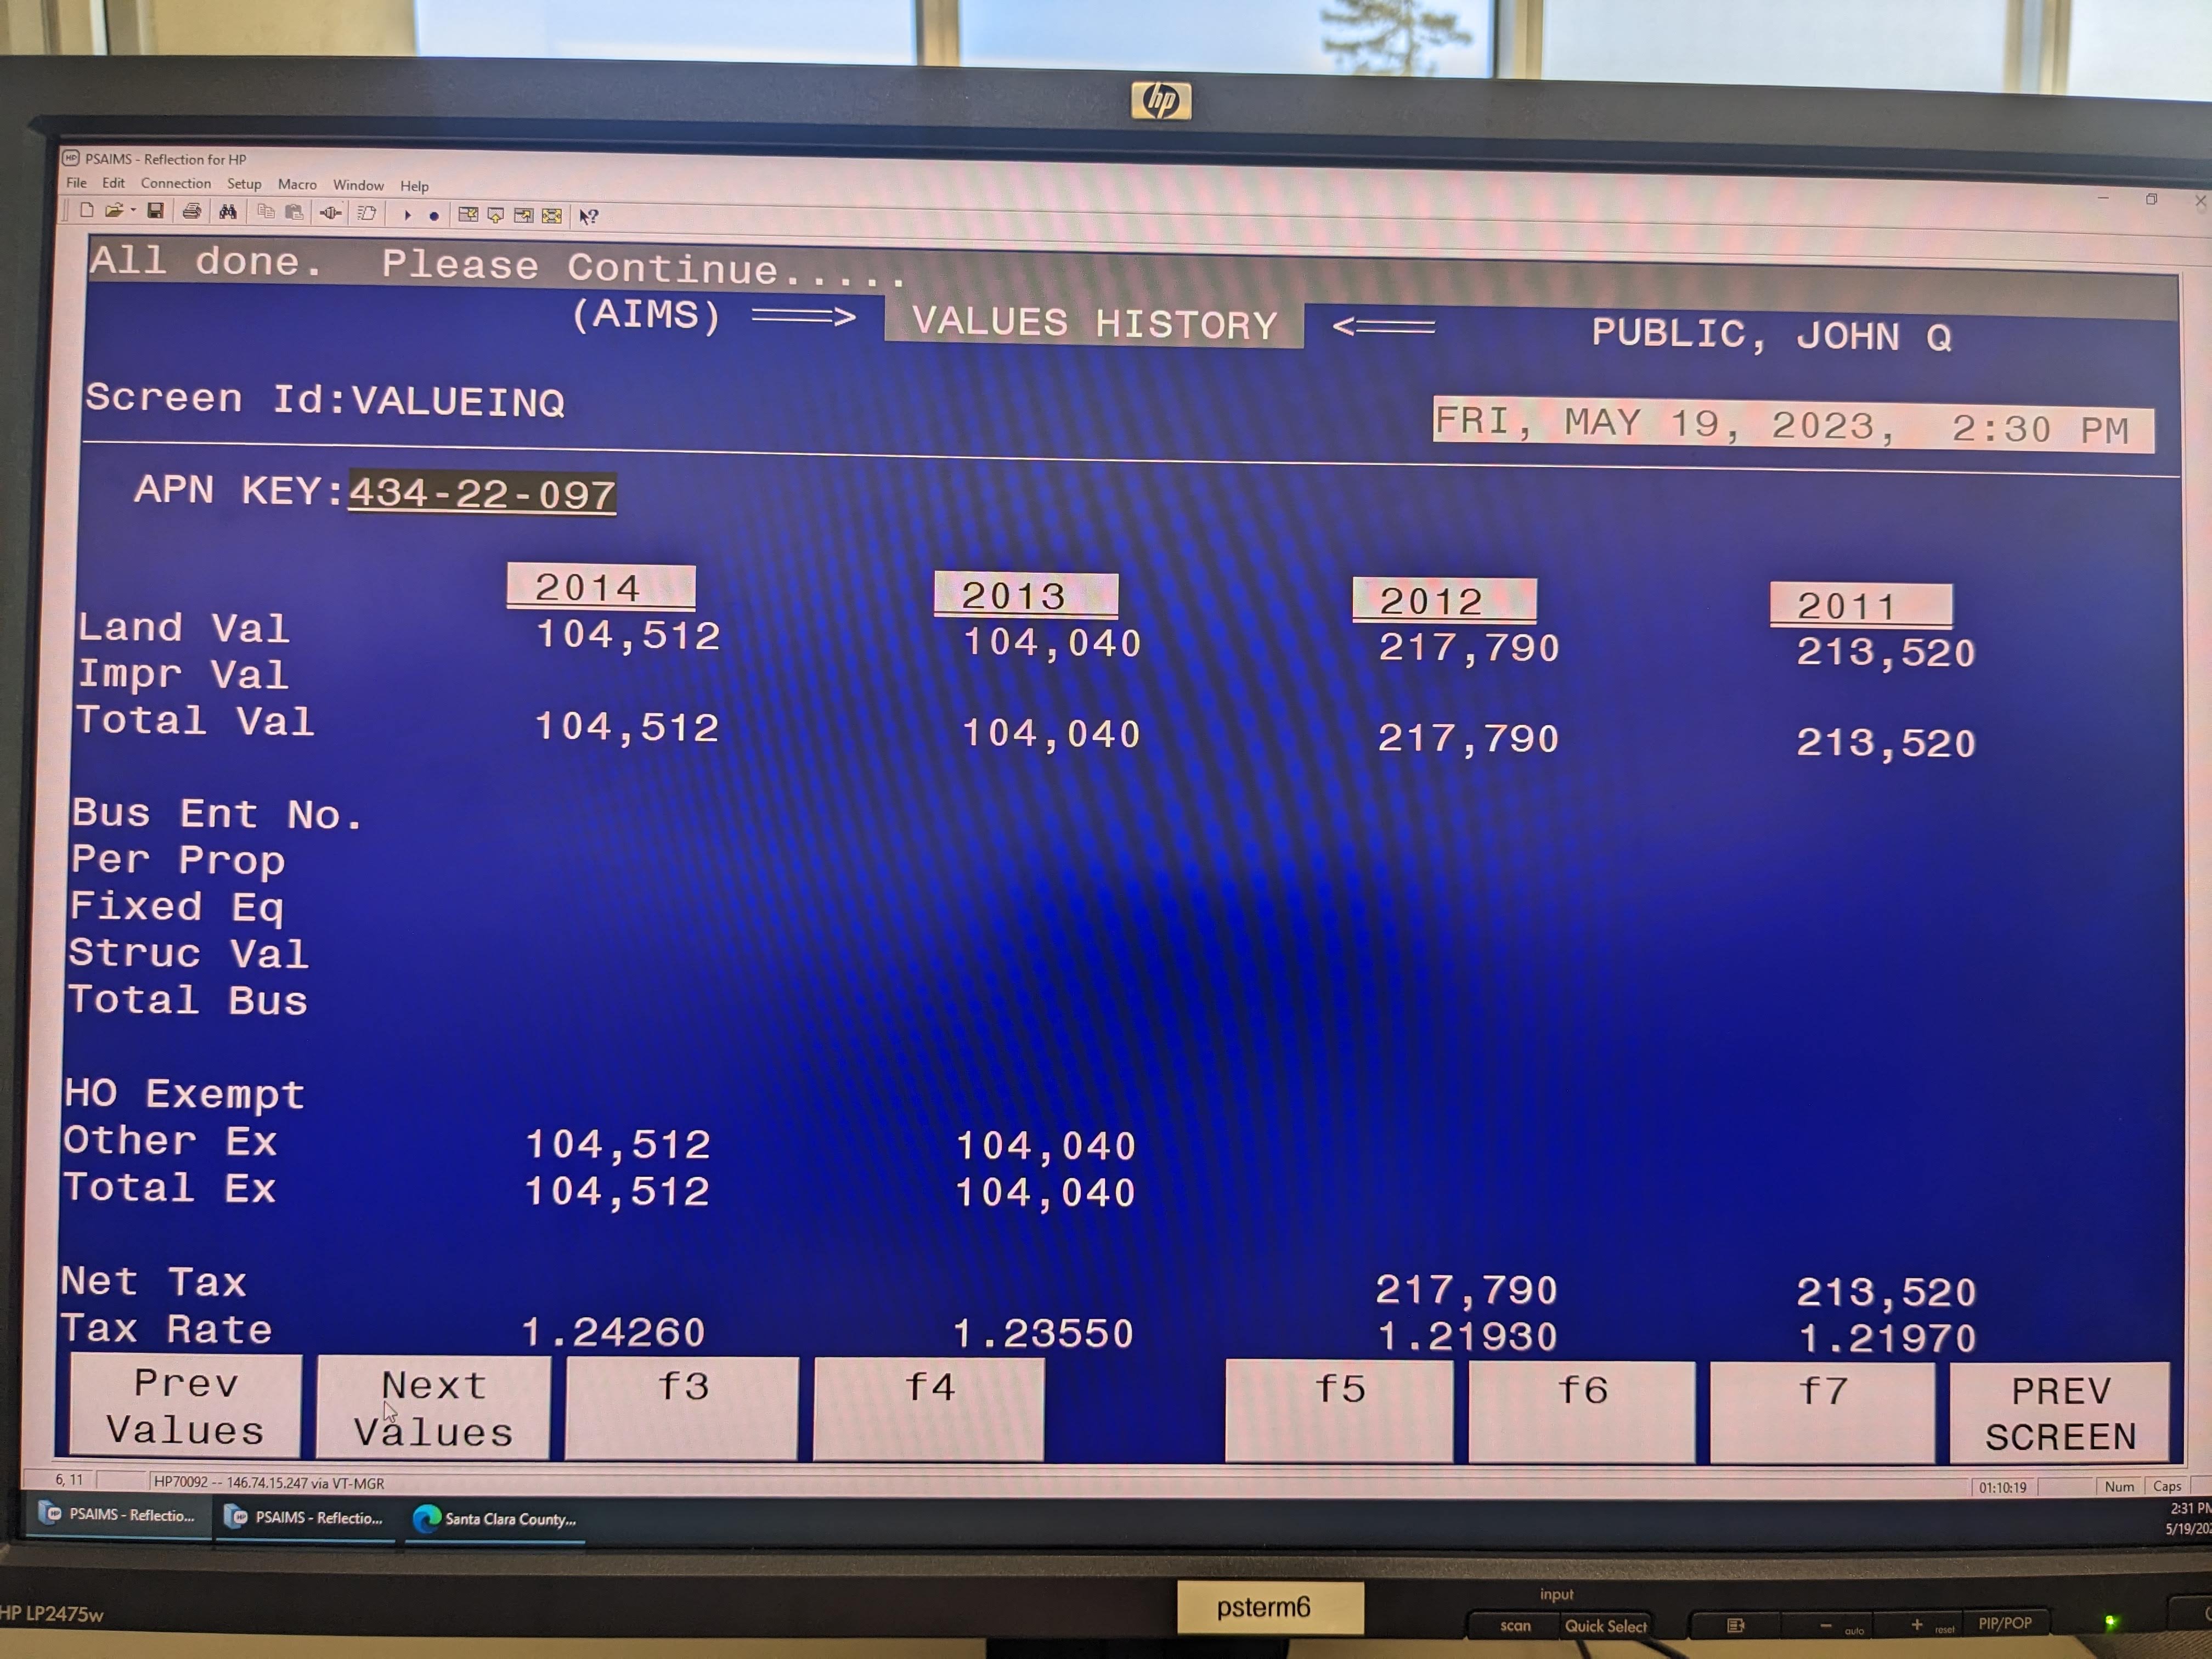 hp
PSAIMS - Reflection for HP
File Edit Connection Setup Macro Window Help
All done. Please Continue.....
(AIMS) ===> VALUES HISTORY <=== PUBLIC, JOHN Q
Screen Id:VALUEINQ
FRI, MAY 19, 2023, 2:30 PM
APN KEY:434-22-097
2014 2013 2012 2011
Land Val 104,512 104,040 217,790 213,520
Impr Val
Total Val 104,512 104,040 217,790 213,520
Bus Ent No.
Per Prop
Fixed Eq
Struc Val
Total Bus
HO Exempt
Other Ex 104,512 104,040
Total Ex 104,512 104,040
Net Tax 217,790 213,520
Tax Rate 1.24260 1.23550 1.21930 1.21970
Prev Values Next Values f3 f4 f5 f6 f7 PREV SCREEN
6, 11 HP70092 -- 146.74.15.247 via VT-MGR 01:10:19 Num Caps
PSAIMS - Reflectio... PSAIMS - Reflectio... Santa Clara County... 2:31 PM
5/19/202
HP LP2475w
psterm6
input
scan Quick Select - auto + reset PIP/POP